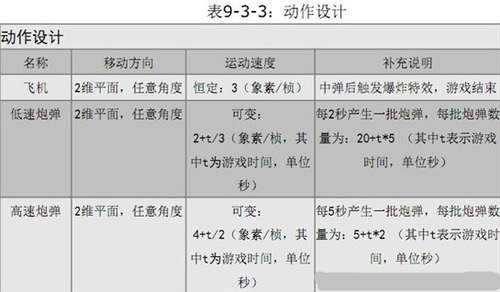 表9-3-3：动作设计
动作设计
名称 移动方向 运动速度 补充说明
飞机 2维平面，任意角度 恒定：3（象素/桢） 中弹后触发爆炸特效，游戏结束
低速炮弹 2维平面，任意角度 可变： 每2秒产生一批炮弹，每批炮弹数
2+t/3（象素/桢，其 量为：20+t*5 （其中t表示游戏
中t为游戏时间，单位 时间，单位秒）
秒）
高速炮弹 2维平面，任意角度 可变： 每5秒产生一批炮弹，每批炮弹数
4+t/2（象素/桢，其 量为：5+t*2 （其中t表示游戏时
中t为游戏时间，单位 间，单位秒）
秒）